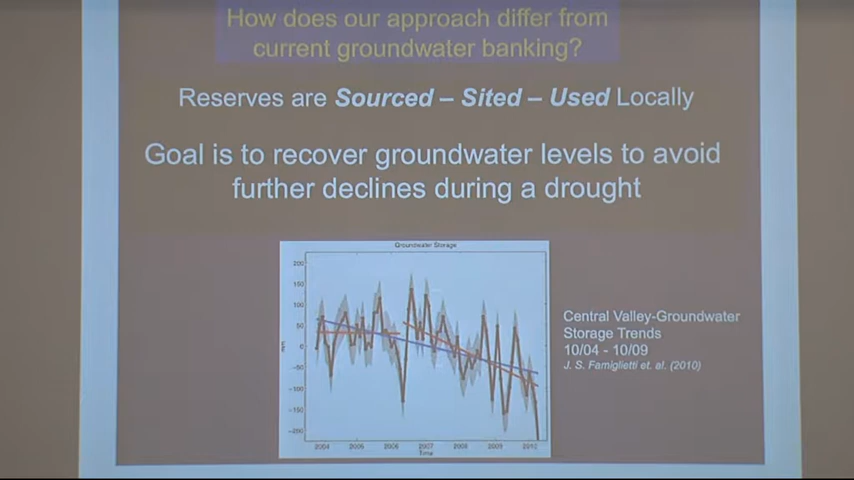 How does our approach differ from
current groundwater banking?
Reserves are Sourced – Sited – Used Locally
Goal is to recover groundwater levels to avoid
further declines during a drought
Groundwater Storage
200
150
100
50
0
-50
-100
-150
-200
2004 2005 2006 2007 2008 2009 2010
Time
Central Valley-Groundwater
Storage Trends
10/04 - 10/09
J. S. Famiglietti et. al. (2010)